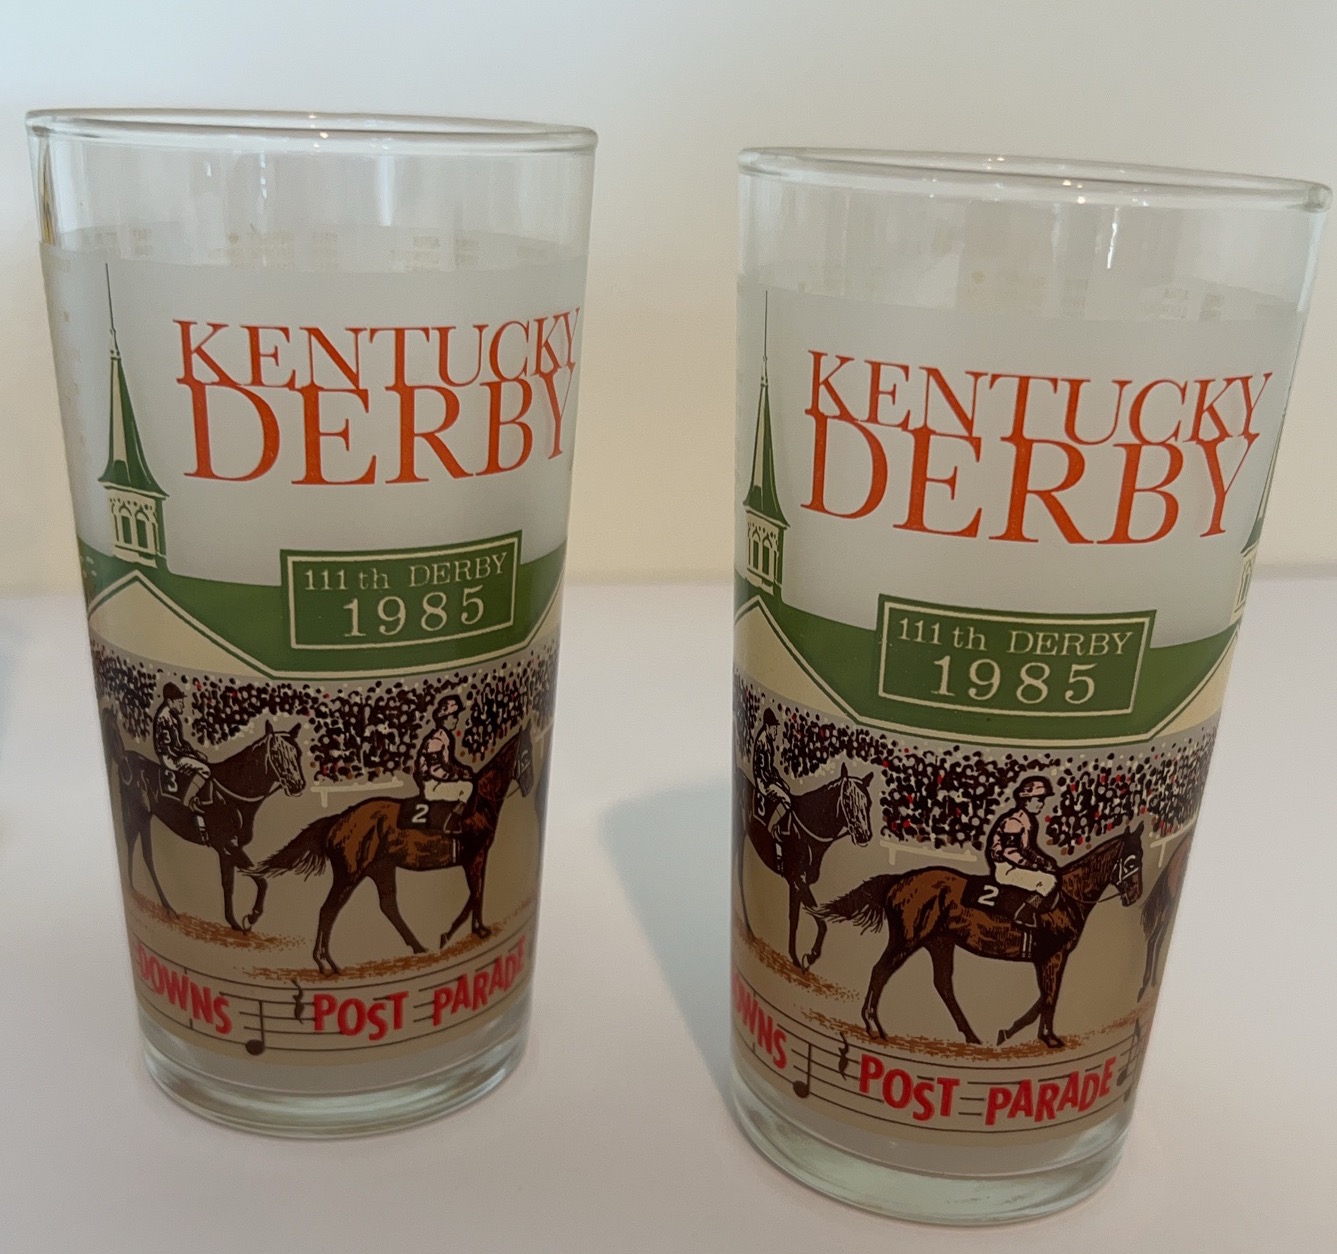 KENTUCKY
DERBY
111th DERBY
1985
3
2
DOWNS POST PARADE
KENTUCKY
DERBY
111th DERBY
1985
3
2
POST PARADE